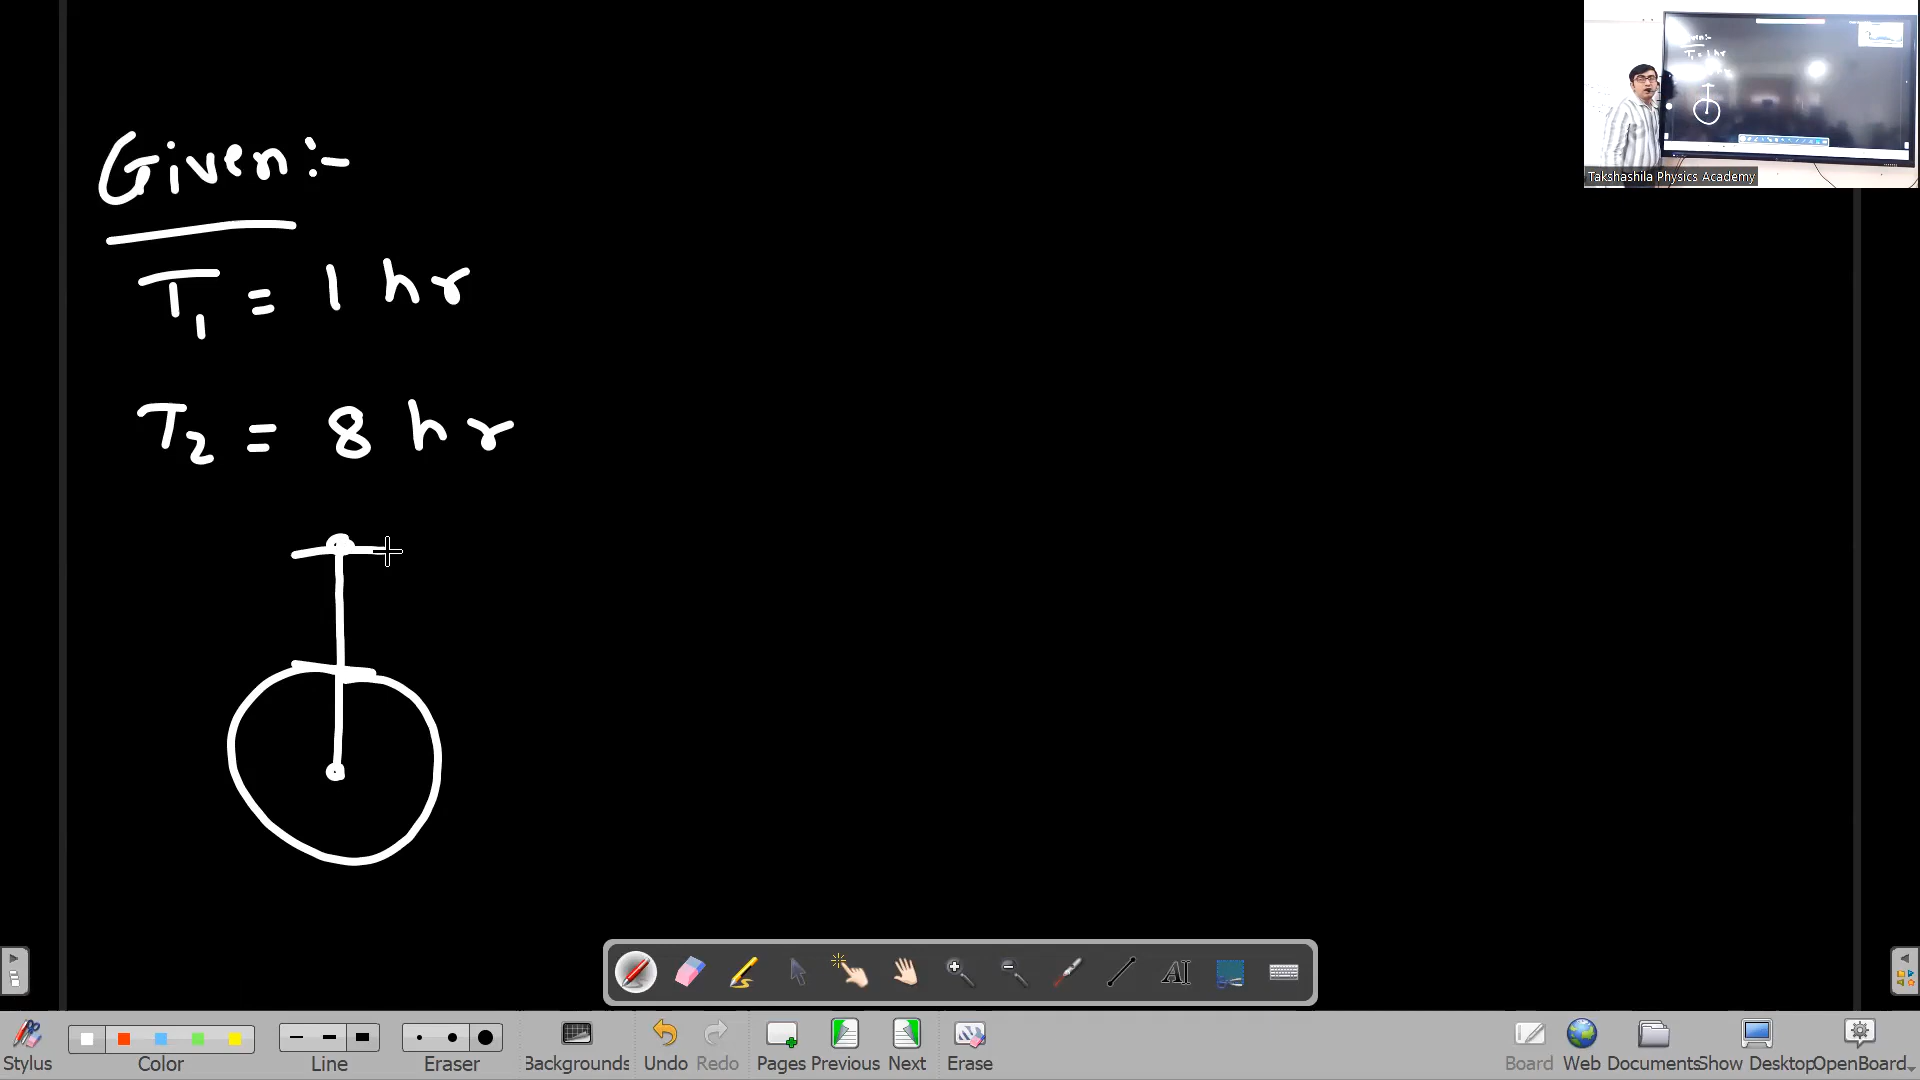 Given:-
T1 = 1 hr
T2 = 8 hr
Takshashila Physics Academy
Stylus
Color
Line
Eraser
Backgrounds
Undo
Redo
Pages
Previous
Next
Erase
Board
Web
Documents
Show Desktop
OpenBoard